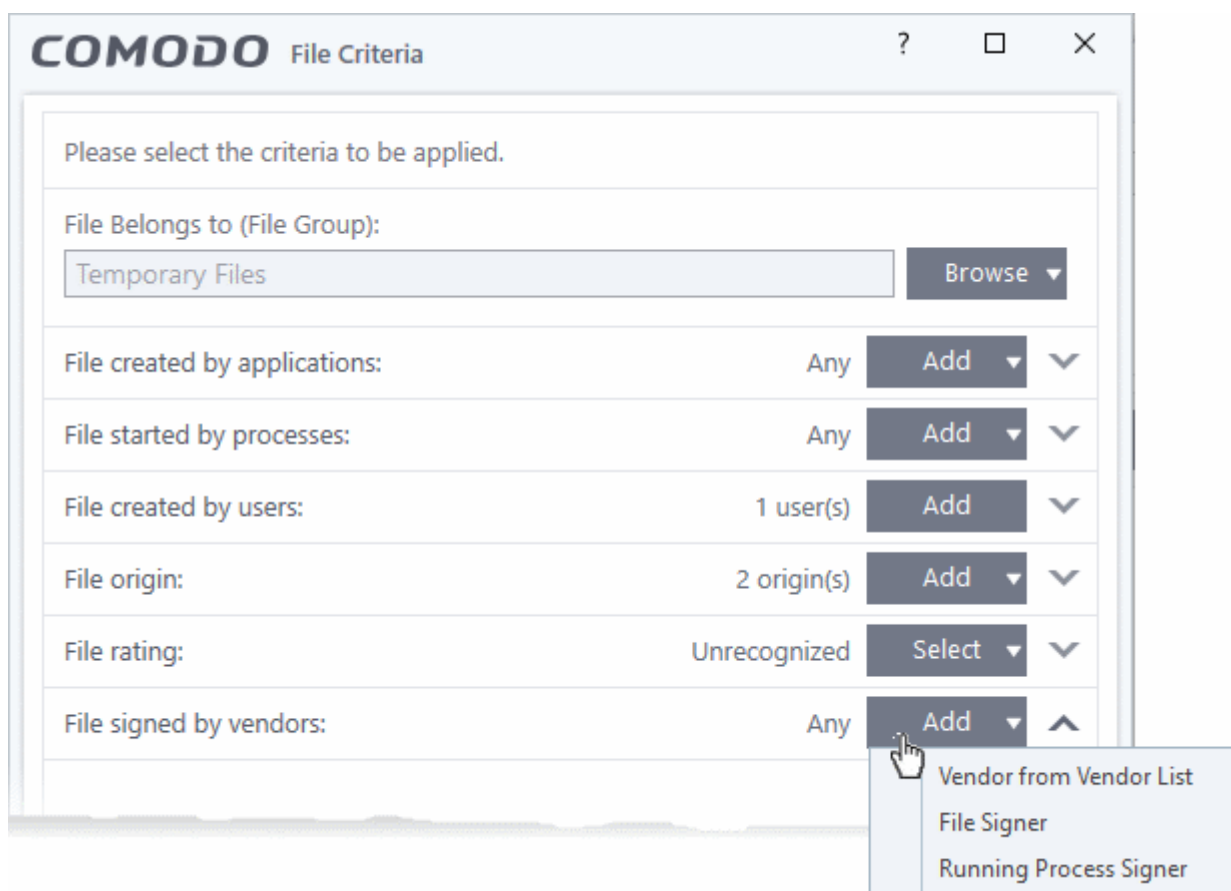 COMODO File Criteria ?
Please select the criteria to be applied.
File Belongs to (File Group):
Temporary Files Browse
File created by applications: Any Add
File started by processes: Any Add
File created by users: 1 user(s) Add
File origin: 2 origin(s) Add
File rating: Unrecognized Select
File signed by vendors: Any Add
Vendor from Vendor List
File Signer
Running Process Signer